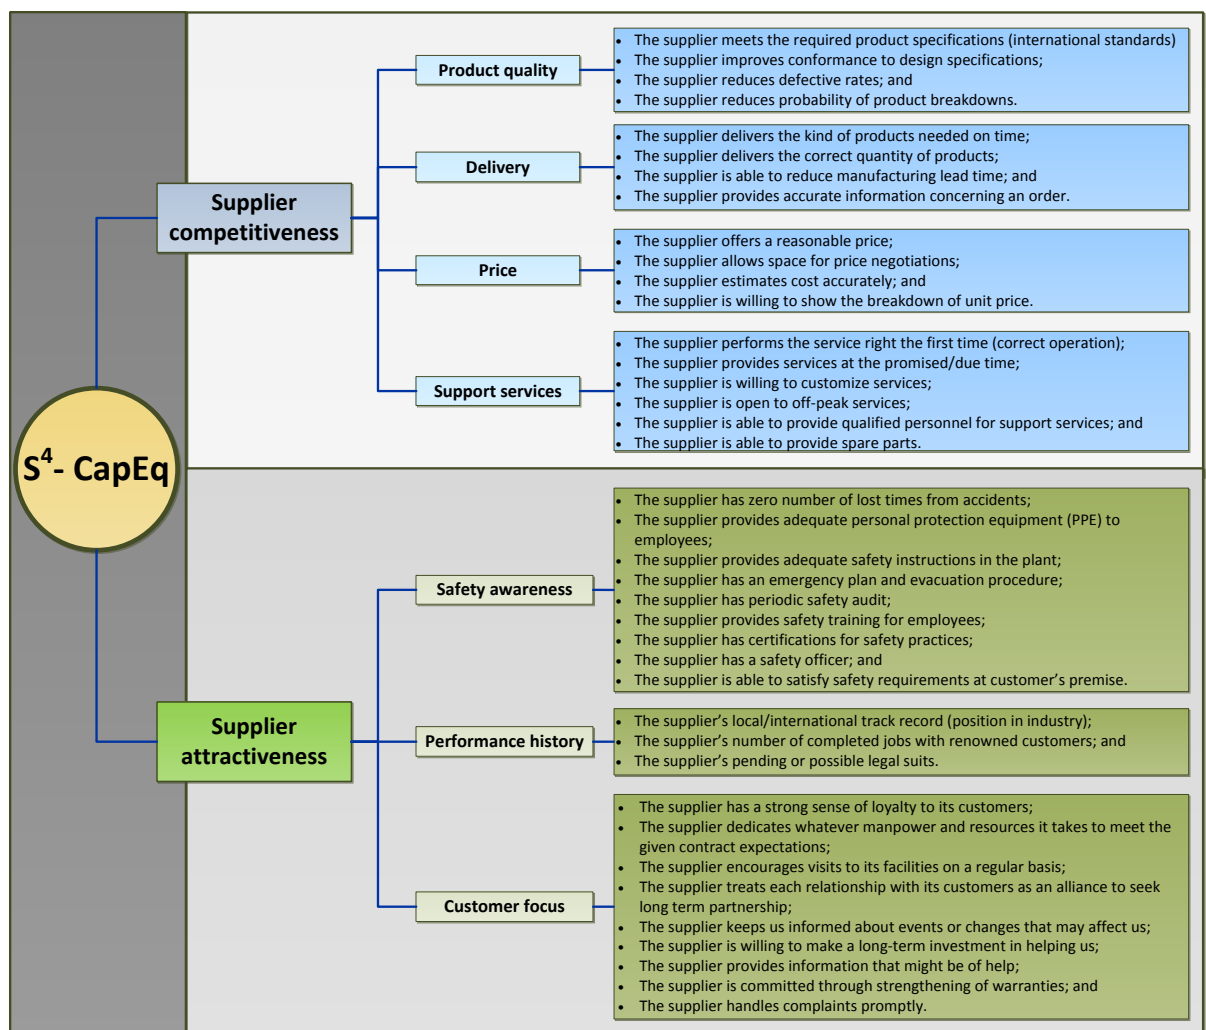 S4- CapEq
Supplier
competitiveness
Product quality
• The supplier meets the required product specifications (international standards)
• The supplier improves conformance to design specifications;
• The supplier reduces defective rates; and
• The supplier reduces probability of product breakdowns.
Delivery
• The supplier delivers the kind of products needed on time;
• The supplier delivers the correct quantity of products;
• The supplier is able to reduce manufacturing lead time; and
• The supplier provides accurate information concerning an order.
Price
• The supplier offers a reasonable price;
• The supplier allows space for price negotiations;
• The supplier estimates cost accurately; and
• The supplier is willing to show the breakdown of unit price.
Support services
• The supplier performs the service right the first time (correct operation);
• The supplier provides services at the promised/due time;
• The supplier is willing to customize services;
• The supplier is open to off-peak services;
• The supplier is able to provide qualified personnel for support services; and
• The supplier is able to provide spare parts.
Supplier
attractiveness
Safety awareness
• The supplier has zero number of lost times from accidents;
• The supplier provides adequate personal protection equipment (PPE) to
employees;
• The supplier provides adequate safety instructions in the plant;
• The supplier has an emergency plan and evacuation procedure;
• The supplier has periodic safety audit;
• The supplier provides safety training for employees;
• The supplier has certifications for safety practices;
• The supplier has a safety officer; and
• The supplier is able to satisfy safety requirements at customer’s premise.
Performance history
• The supplier’s local/international track record (position in industry);
• The supplier’s number of completed jobs with renowned customers; and
• The supplier’s pending or possible legal suits.
Customer focus
• The supplier has a strong sense of loyalty to its customers;
• The supplier dedicates whatever manpower and resources it takes to meet the
given contract expectations;
• The supplier encourages visits to its facilities on a regular basis;
• The supplier treats each relationship with its customers as an alliance to seek
long term partnership;
• The supplier keeps us informed about events or changes that may affect us;
• The supplier is willing to make a long-term investment in helping us;
• The supplier provides information that might be of help;
• The supplier is committed through strengthening of warranties; and
• The supplier handles complaints promptly.